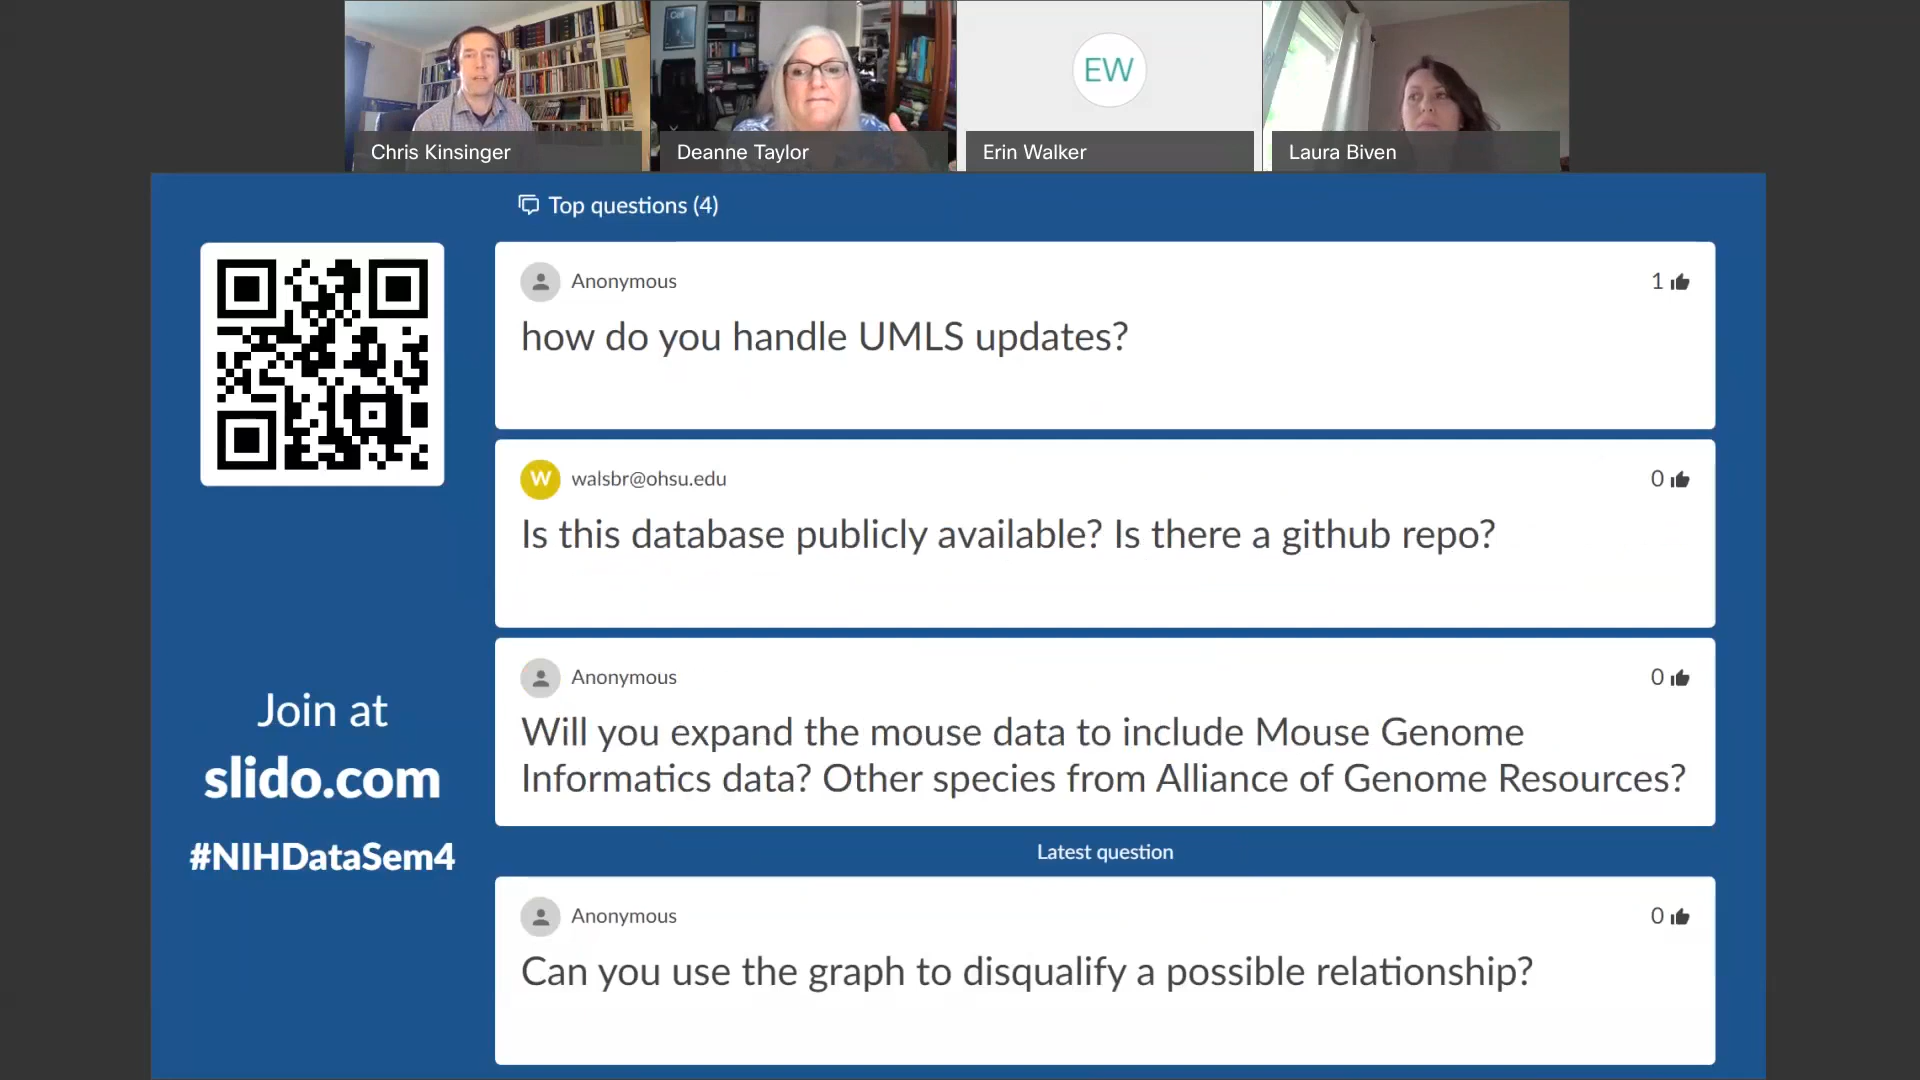 EW
Chris Kinsinger
Deanne Taylor
Erin Walker
Laura Biven
Top questions (4)
Anonymous
1
how do you handle UMLS updates?
W
walsbr@ohsu.edu
0
Is this database publicly available? Is there a github repo?
Anonymous
0
Will you expand the mouse data to include Mouse Genome
Informatics data? Other species from Alliance of Genome Resources?
Latest question
Anonymous
0
Can you use the graph to disqualify a possible relationship?
Join at
slido.com
#NIHDataSem4